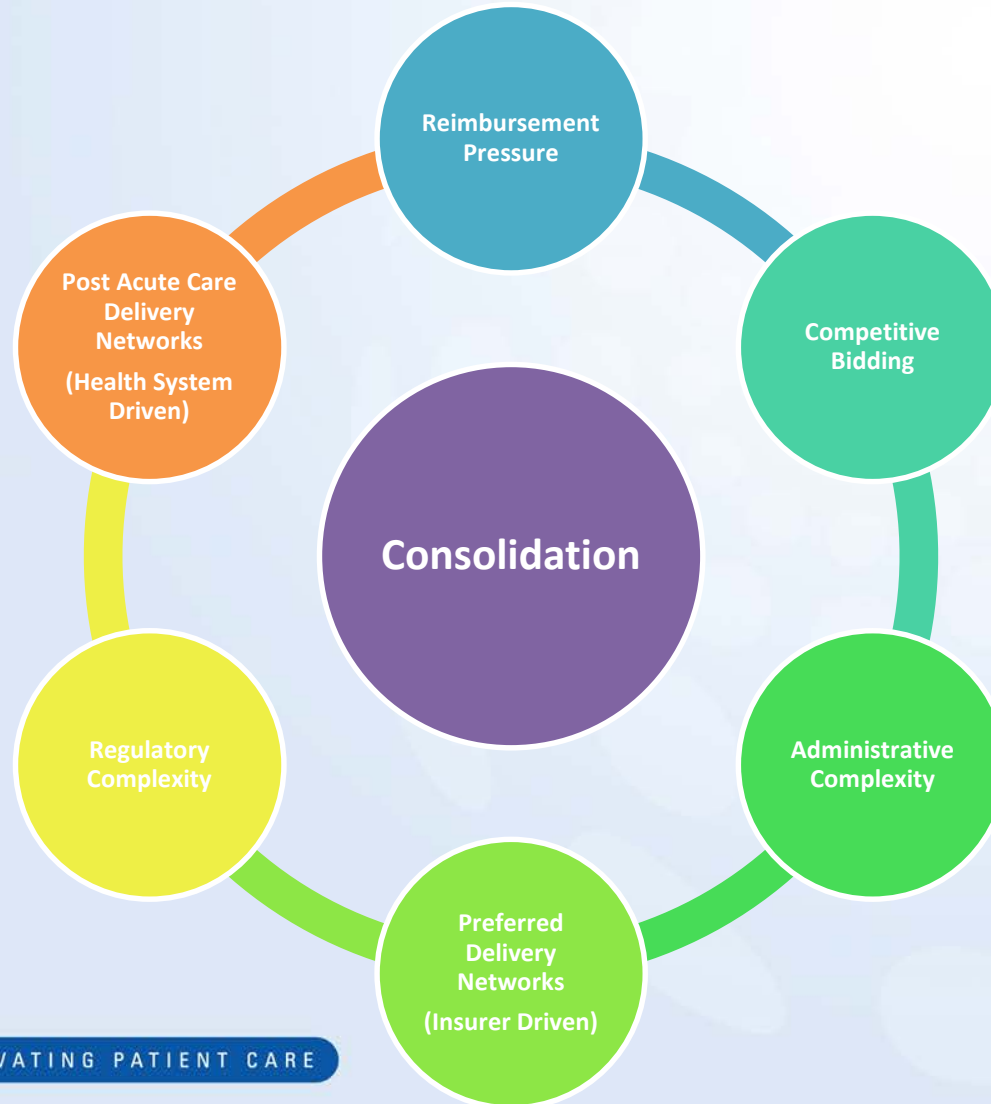 Reimbursement
Pressure
Competitive
Bidding
Administrative
Complexity
Preferred
Delivery
Networks
(Insurer Driven)
Regulatory
Complexity
Post Acute Care
Delivery
Networks
(Health System
Driven)
Consolidation
PATIENT CARE